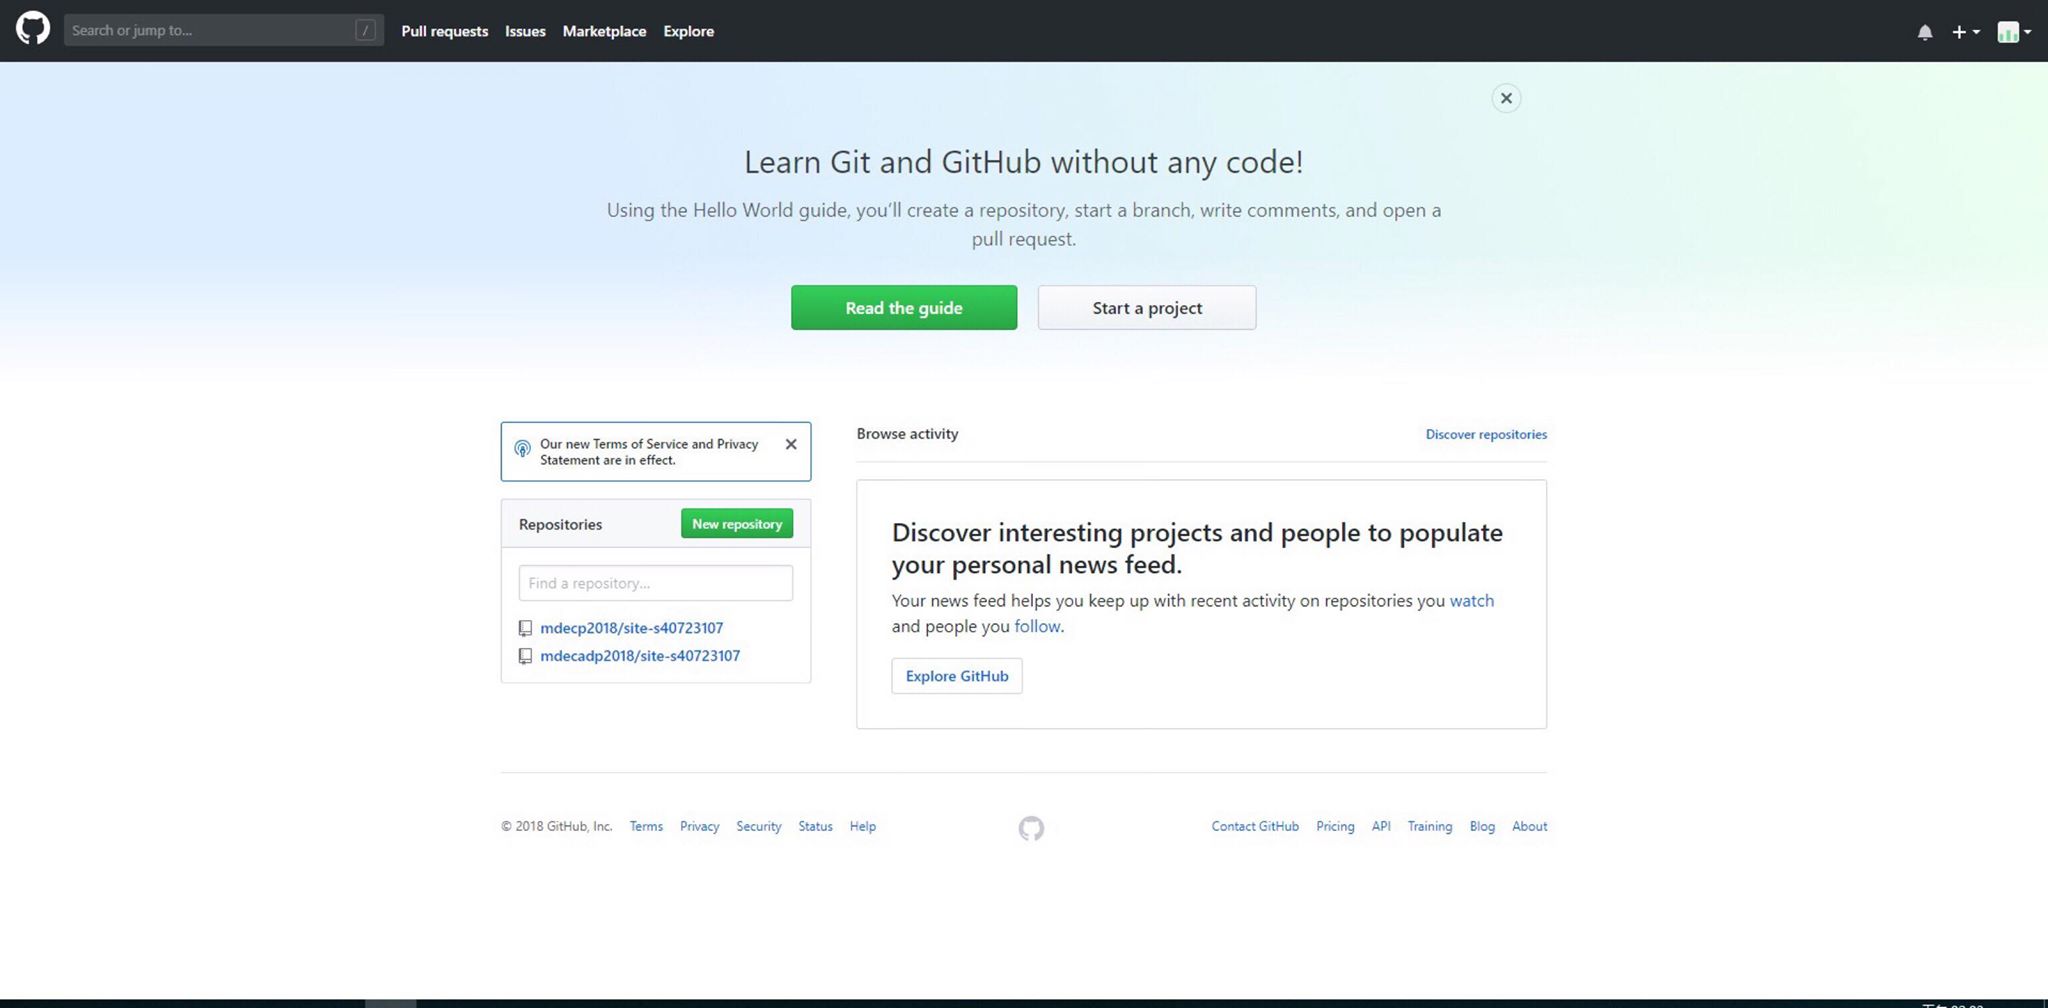 Search or jump to... /
Pull requests
Issues
Marketplace
Explore
Learn Git and GitHub without any code!
Using the Hello World guide, you'll create a repository, start a branch, write comments, and open a
pull request.
Read the guide
Start a project
Our new Terms of Service and Privacy
Statement are in effect.
Repositories
New repository
Find a repository...
mdecp2018/site-s40723107
mdecadp2018/site-s40723107
Browse activity
Discover repositories
Discover interesting projects and people to populate
your personal news feed.
Your news feed helps you keep up with recent activity on repositories you watch
and people you follow.
Explore GitHub
© 2018 GitHub, Inc.
Terms
Privacy
Security
Status
Help
Contact GitHub
Pricing
API
Training
Blog
About